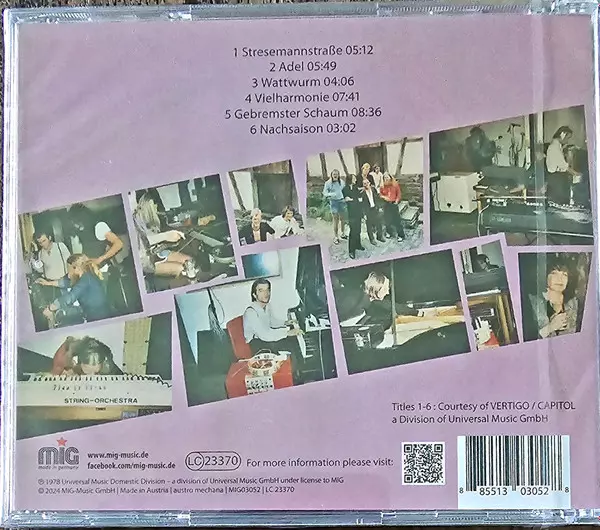 1 Stresemannstraße 05:12
2 Adel 05:49
3 Wattwurm 04:06
4 Vielharmonie 07:41
5 Gebremster Schaum 08:36
6 Nachsaison 03:02
STRING-ORCHESTRA
YAMAHA
Titles 1-6 : Courtesy of VERTIGO / CAPITOL
a Division of Universal Music GmbH
MiG
made in germany
www.mig-music.de
facebook.com/mig-music.de
LC 23370
For more information please visit:
8 85513 03052 8
℗ 1978 Universal Music Domestic Division – a division of Universal Music GmbH under license to MIG
© 2024 MIG-Music GmbH | Made in Austria | austro mechana | MIG03052 | LC 23370